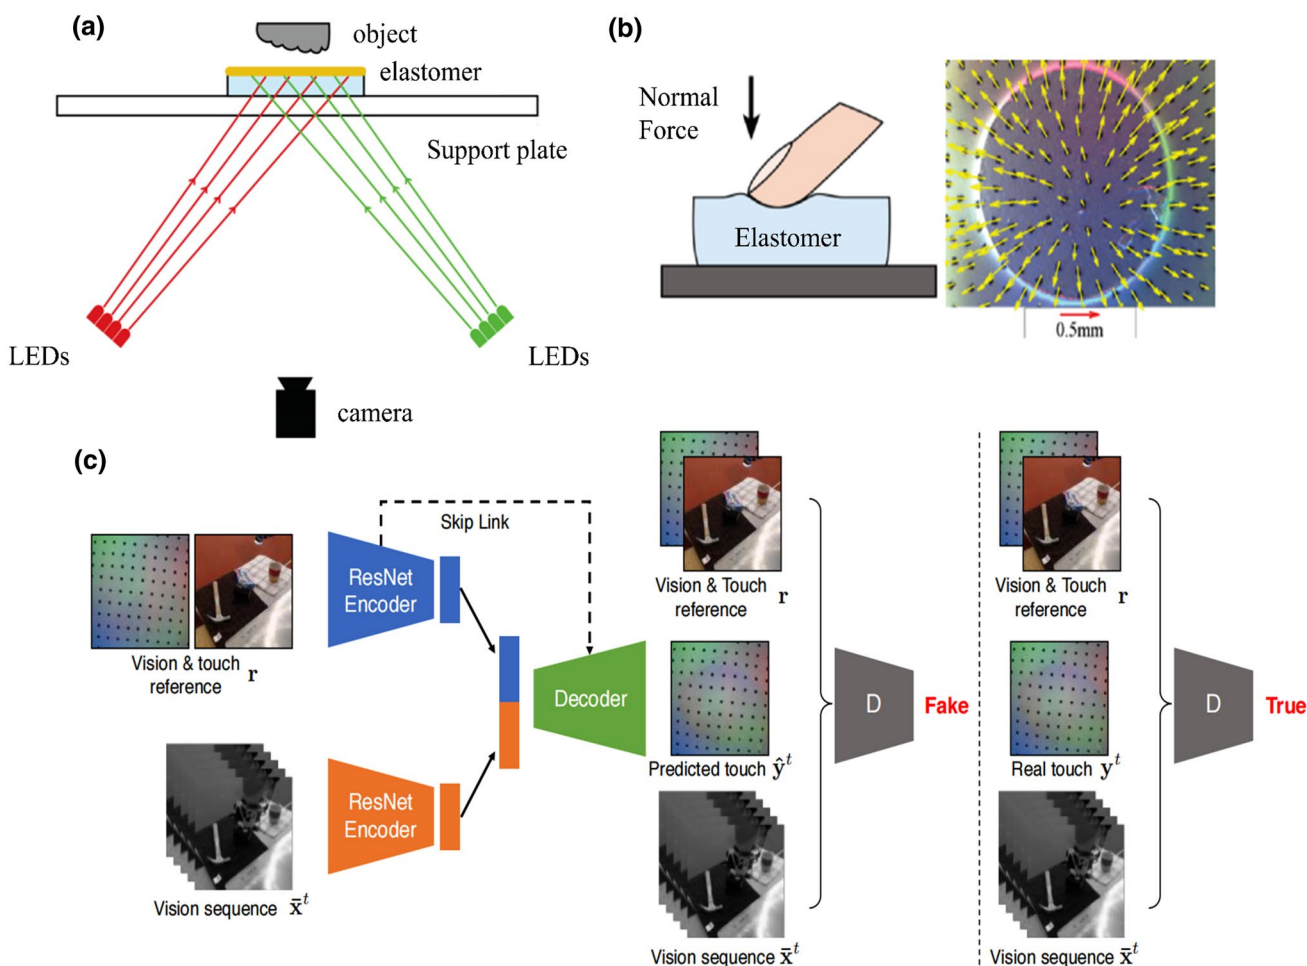 (a)
object
elastomer
Support plate
LEDs
LEDs
camera
(b)
Normal
Force
Elastomer
0.5mm
(c)
Skip Link
ResNet
Encoder
Vision & touch
reference r
ResNet
Encoder
Vision sequence x̄ᵗ
Decoder
Vision & Touch
reference r
Predicted touch ŷᵗ
Vision sequence x̄ᵗ
D
Fake
Vision & Touch
reference r
Real touch yᵗ
Vision sequence x̄ᵗ
D
True